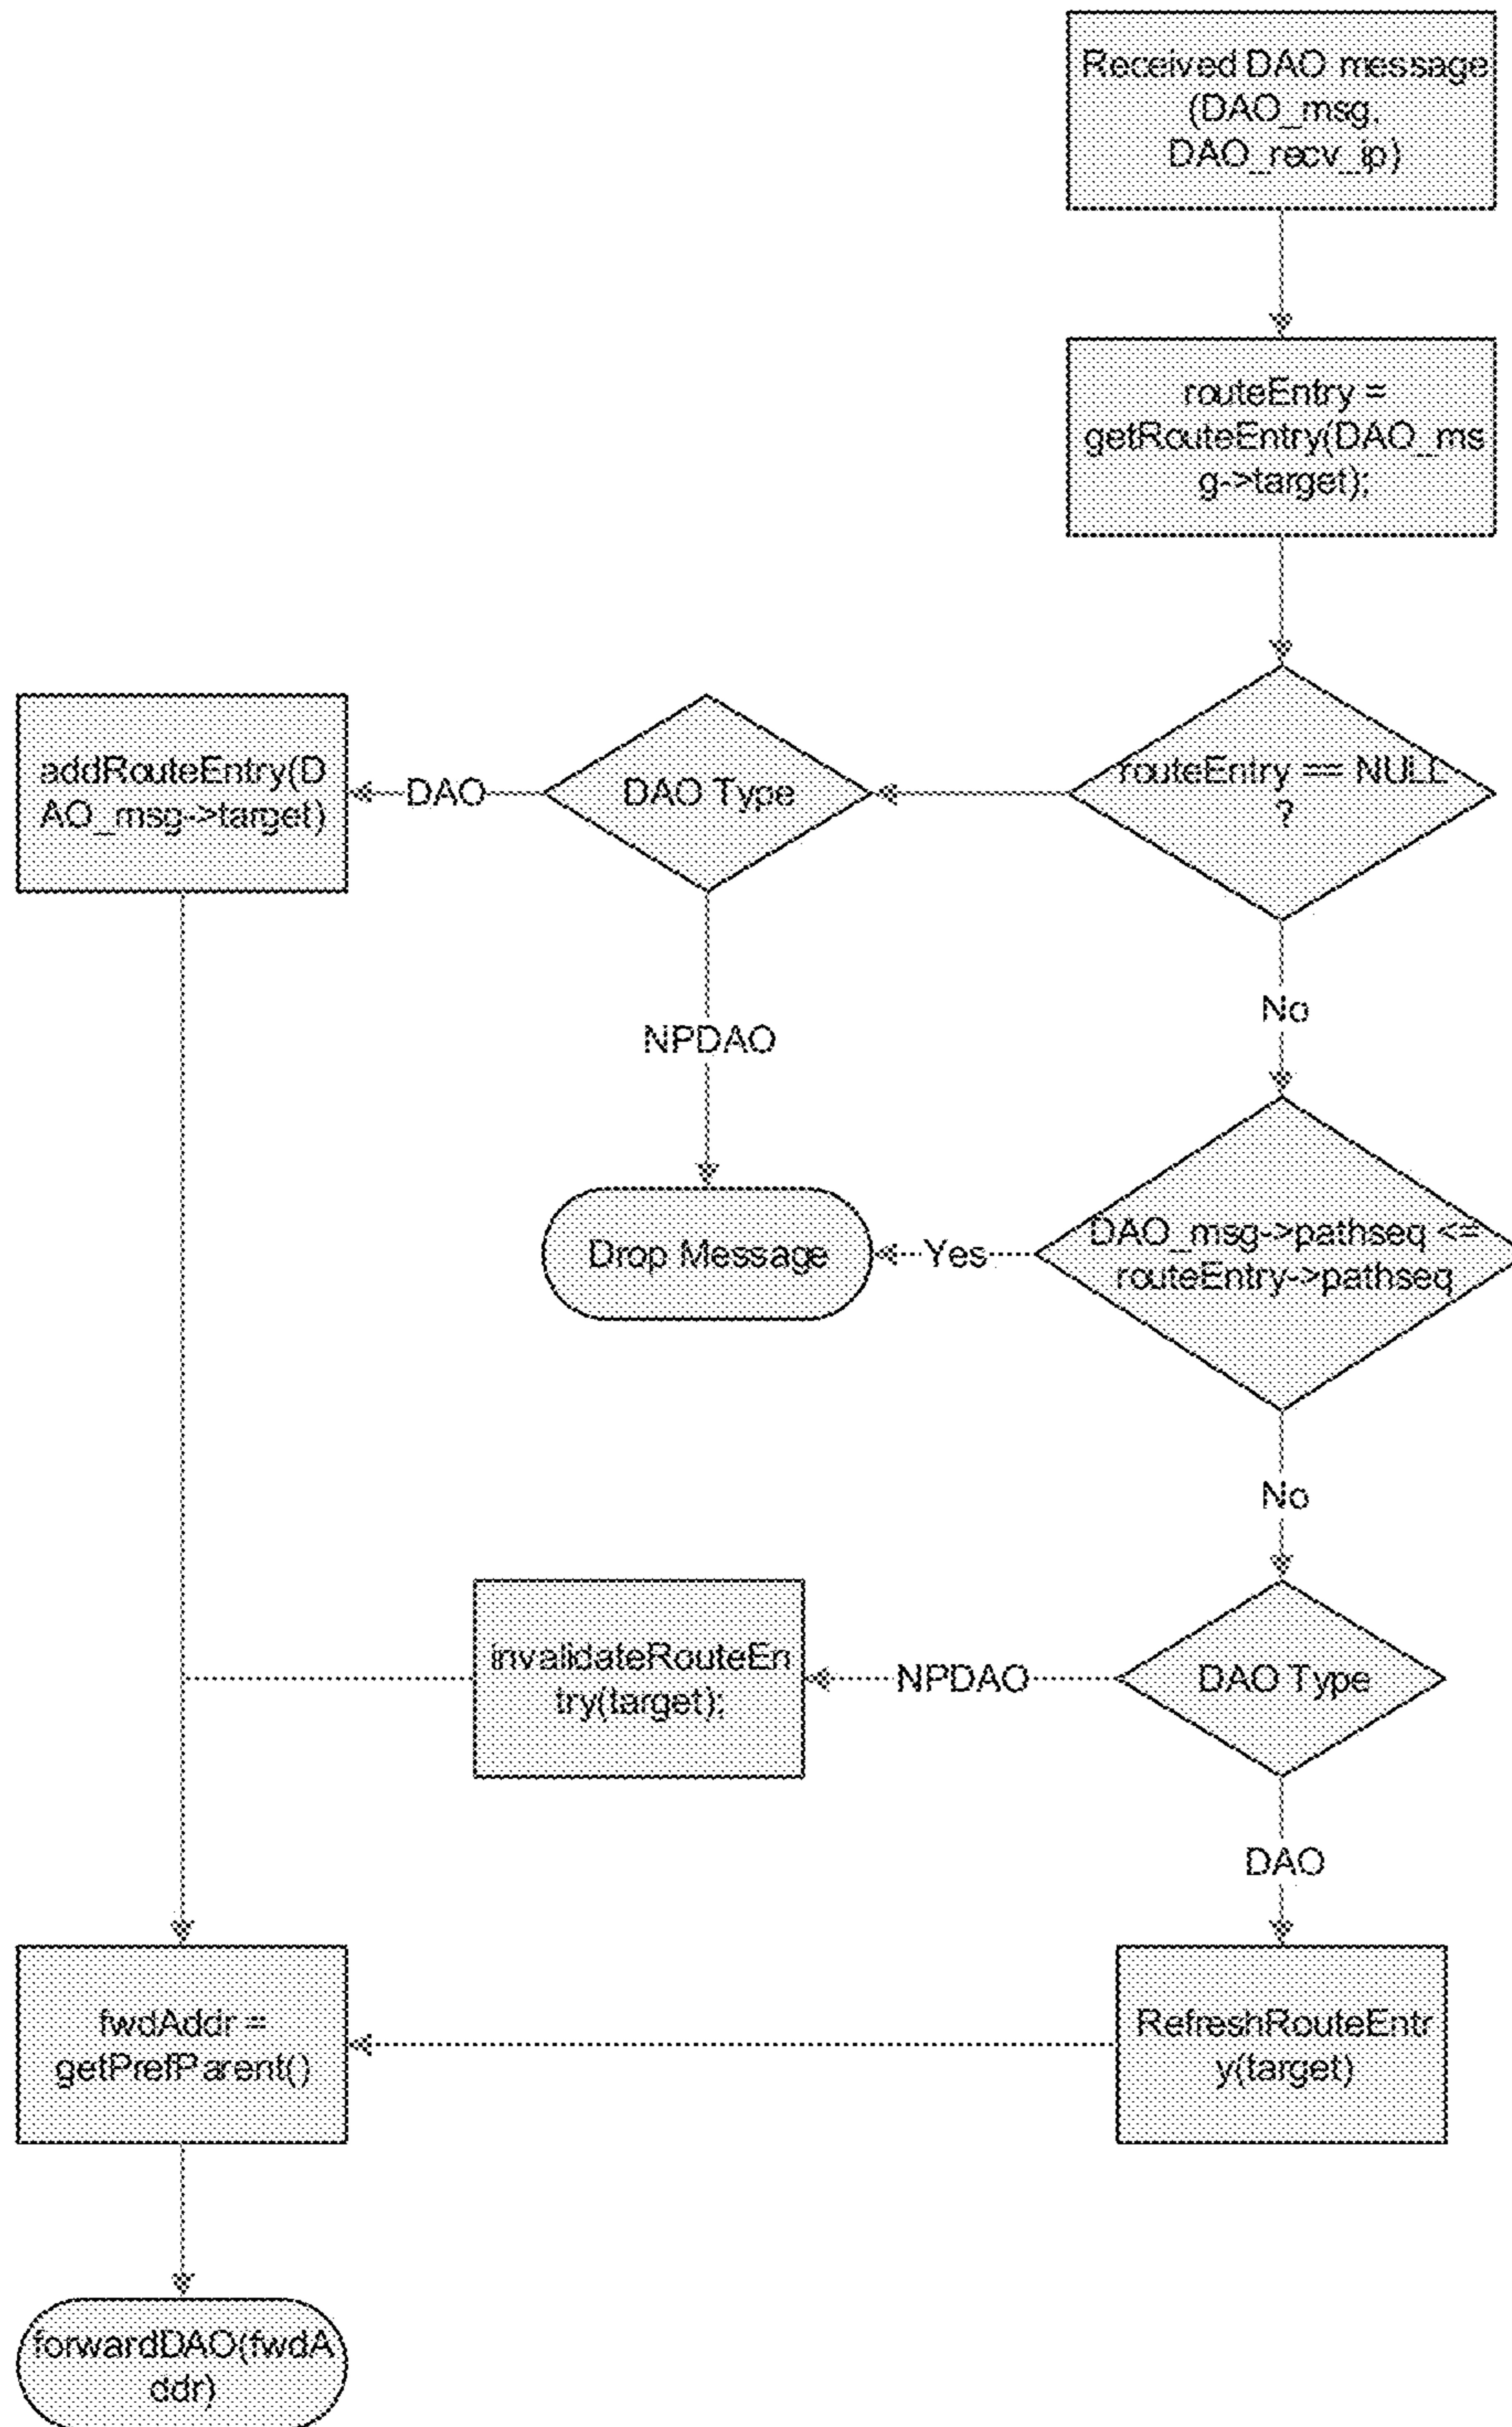 Received DAO message
(DAO_msg,
DAO_recv_ip)
routeEntry =
getRouteEntry(DAO_ms
g->target);
addRouteEntry(D
AO_msg->target)
DAO
DAO Type
routeEntry == NULL
?
NPDAO
No
Drop Message
Yes
DAO_msg->pathseq <=
routeEntry->pathseq
No
invalidateRouteEn
try(target);
NPDAO
DAO Type
DAO
fwdAddr =
getPrefParent()
RefreshRouteEntr
y(target)
forwardDAO(fwdA
ddr)